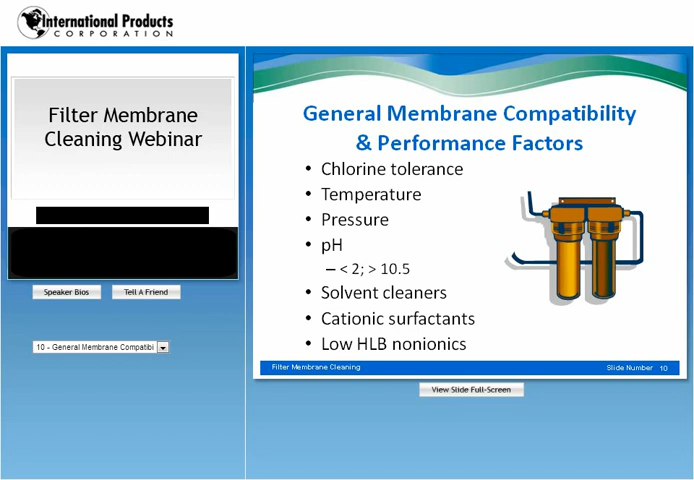 International Products
CORPORATION
Filter Membrane
Cleaning Webinar
Speaker Bios
Tell A Friend
10 - General Membrane Compatibi
General Membrane Compatibility
& Performance Factors
• Chlorine tolerance
• Temperature
• Pressure
• pH
– < 2; > 10.5
• Solvent cleaners
• Cationic surfactants
• Low HLB nonionics
Filter Membrane Cleaning
Slide Number 10
View Slide Full-Screen